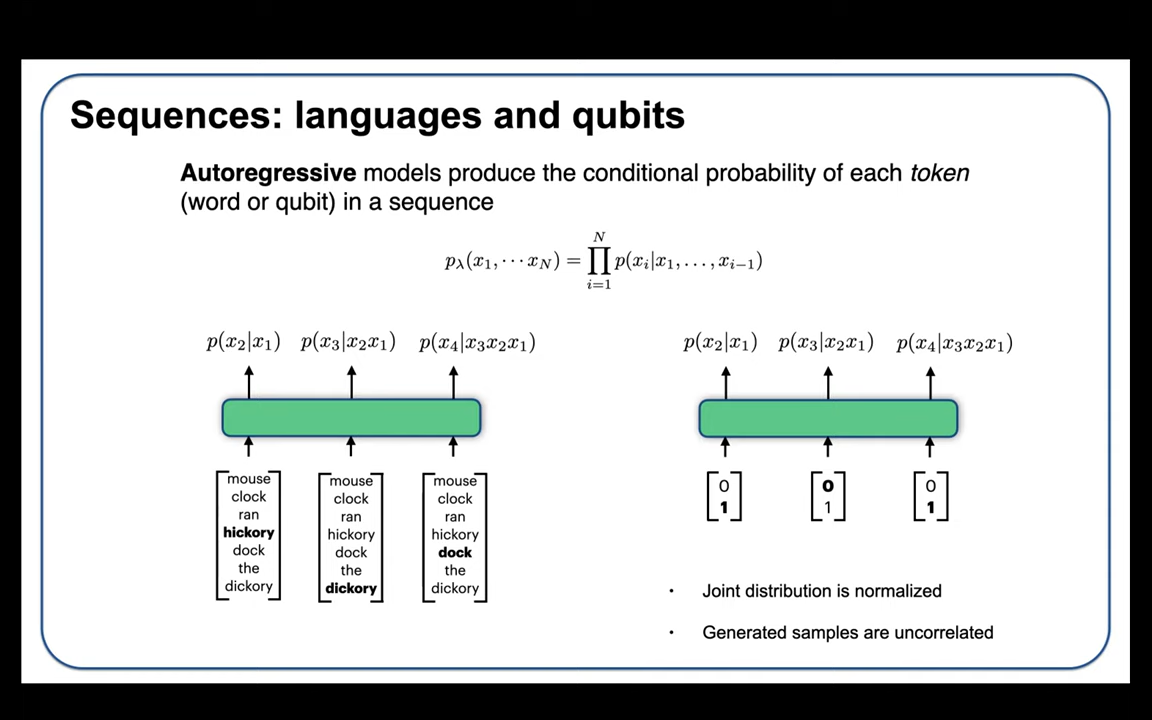 Sequences: languages and qubits
Autoregressive models produce the conditional probability of each token
(word or qubit) in a sequence
p_λ(x_1, ⋯ x_N) = ∏_{i=1}^{N} p(x_i|x_1, …, x_{i−1})
p(x_2|x_1) p(x_3|x_2x_1) p(x_4|x_3x_2x_1)
mouse
clock
ran
hickory
dock
the
dickory
mouse
clock
ran
hickory
dock
the
dickory
mouse
clock
ran
hickory
dock
the
dickory
p(x_2|x_1) p(x_3|x_2x_1) p(x_4|x_3x_2x_1)
0
1
0
1
0
1
· Joint distribution is normalized
· Generated samples are uncorrelated